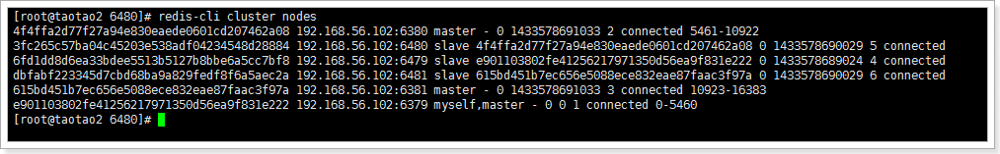 [root@taotao2 6480]# redis-cli cluster nodes
4f4ffa2d77f27a94e830eaede0601cd207462a08 192.168.56.102:6380 master - 0 1433578691033 2 connected 5461-10922
3fc265c57ba04c45203e538adf04234548d28884 192.168.56.102:6480 slave 4f4ffa2d77f27a94e830eaede0601cd207462a08 0 1433578690029 5 connected
6fd1dd8d6ea33bdee5513b5127b8bbe6a5cc7bf8 192.168.56.102:6479 slave e901103802fe41256217971350d56ea9f831e222 0 1433578689024 4 connected
dbfabf223345d7cbd68ba9a829fedf8f6a5aec2a 192.168.56.102:6481 slave 615bd451b7ec656e5088ece832eae87faac3f97a 0 1433578690029 6 connected
615bd451b7ec656e5088ece832eae87faac3f97a 192.168.56.102:6381 master - 0 1433578691033 3 connected 10923-16383
e901103802fe41256217971350d56ea9f831e222 192.168.56.102:6379 myself,master - 0 0 1 connected 0-5460
[root@taotao2 6480]#